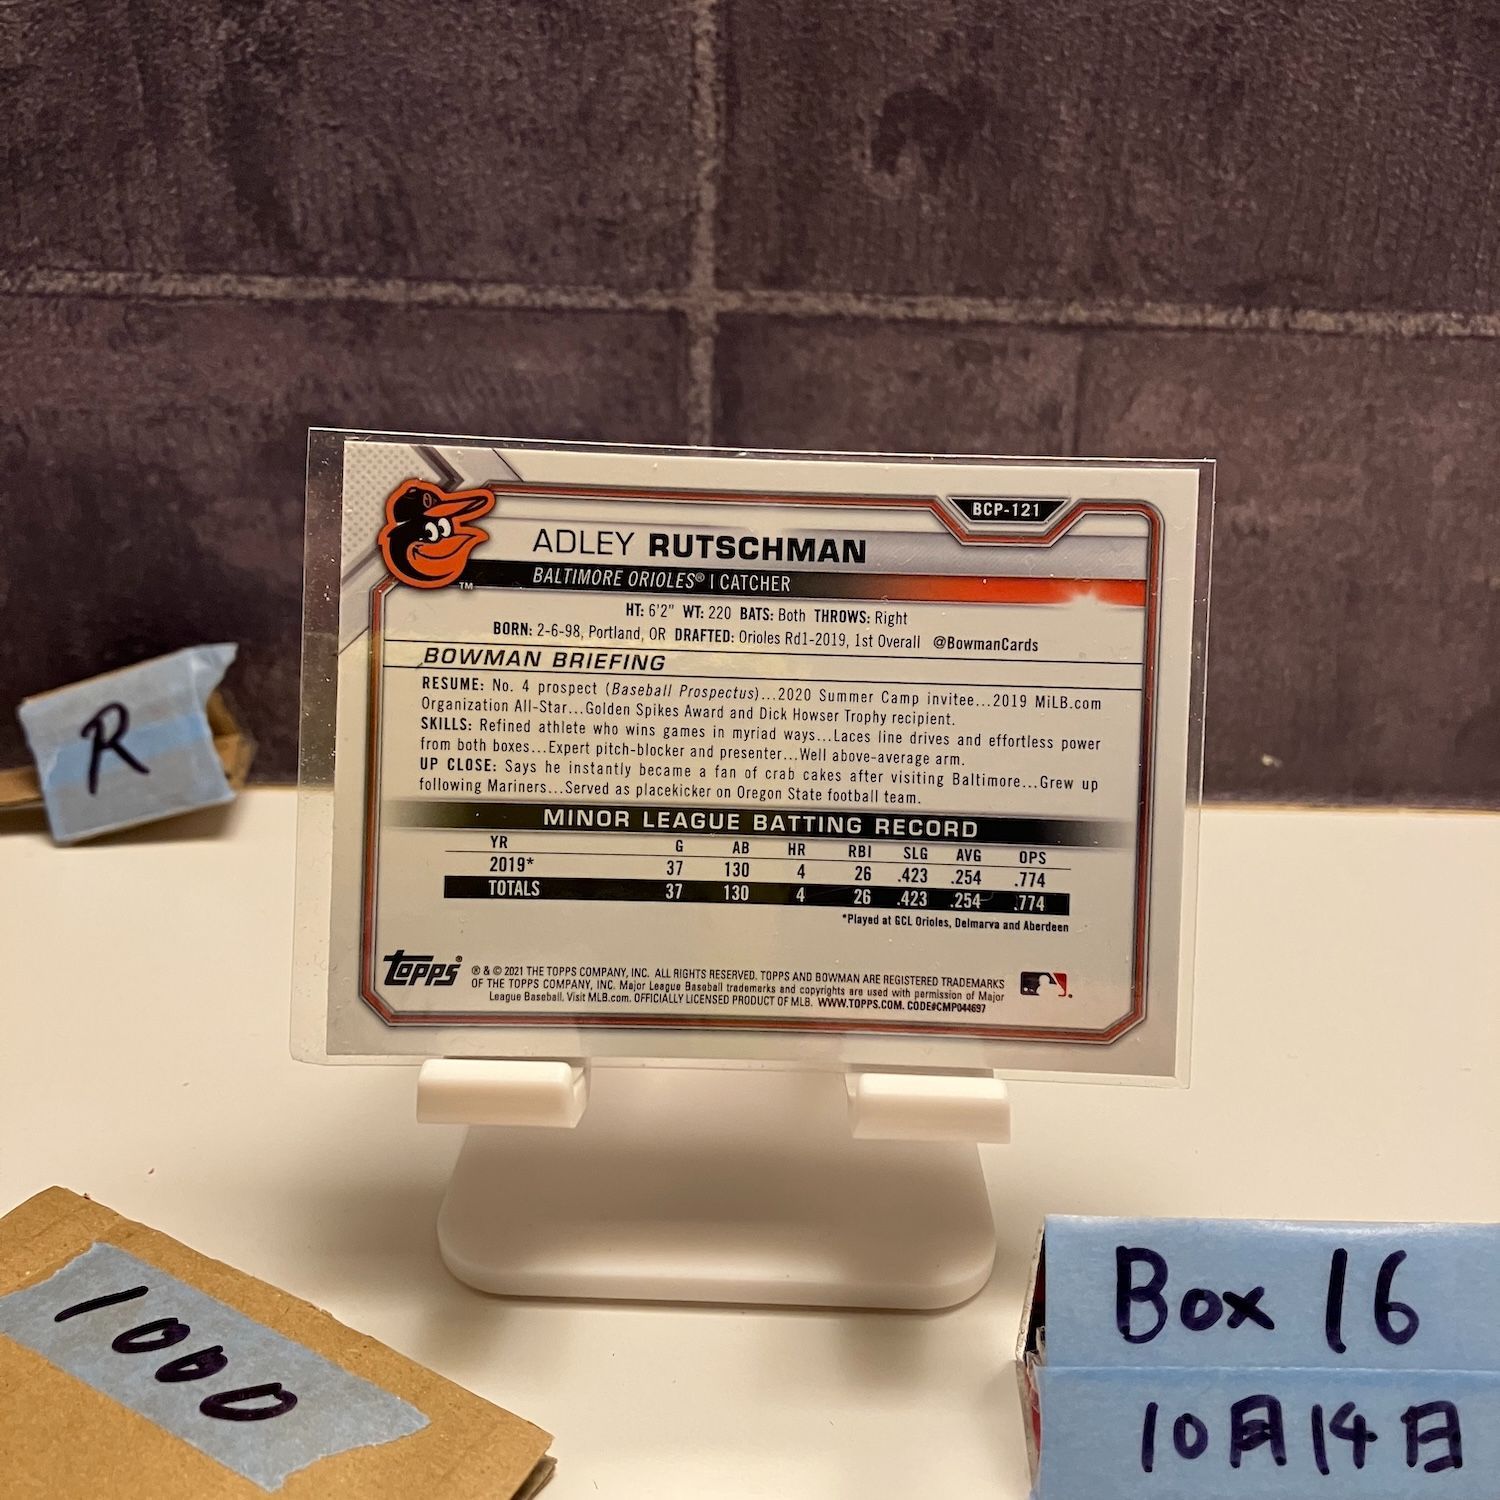 BCP-121
ADLEY RUTSCHMAN
BALTIMORE ORIOLES® | CATCHER
™
HT: 6'2" WT: 220 BATS: Both THROWS: Right
BORN: 2-6-98, Portland, OR DRAFTED: Orioles Rd1-2019, 1st Overall @BowmanCards
BOWMAN BRIEFING
RESUME: No. 4 prospect (Baseball Prospectus)...2020 Summer Camp invitee...2019 MiLB.com
Organization All-Star...Golden Spikes Award and Dick Howser Trophy recipient.
SKILLS: Refined athlete who wins games in myriad ways...Laces line drives and effortless power
from both boxes...Expert pitch-blocker and presenter...Well above-average arm.
UP CLOSE: Says he instantly became a fan of crab cakes after visiting Baltimore...Grew up
following Mariners...Served as placekicker on Oregon State football team.
MINOR LEAGUE BATTING RECORD
YR G AB HR RBI SLG AVG OPS
2019* 37 130 4 26 .423 .254 .774
TOTALS 37 130 4 26 .423 .254 .774
*Played at GCL Orioles, Delmarva and Aberdeen
Topps®
® & © 2021 THE TOPPS COMPANY, INC. ALL RIGHTS RESERVED. TOPPS AND BOWMAN ARE REGISTERED TRADEMARKS
OF THE TOPPS COMPANY, INC. Major League Baseball trademarks and copyrights are used with permission of Major
League Baseball. Visit MLB.com. OFFICIALLY LICENSED PRODUCT OF MLB. WWW.TOPPS.COM. CODE#CMP044697
R
1000
Box 16
10月14日